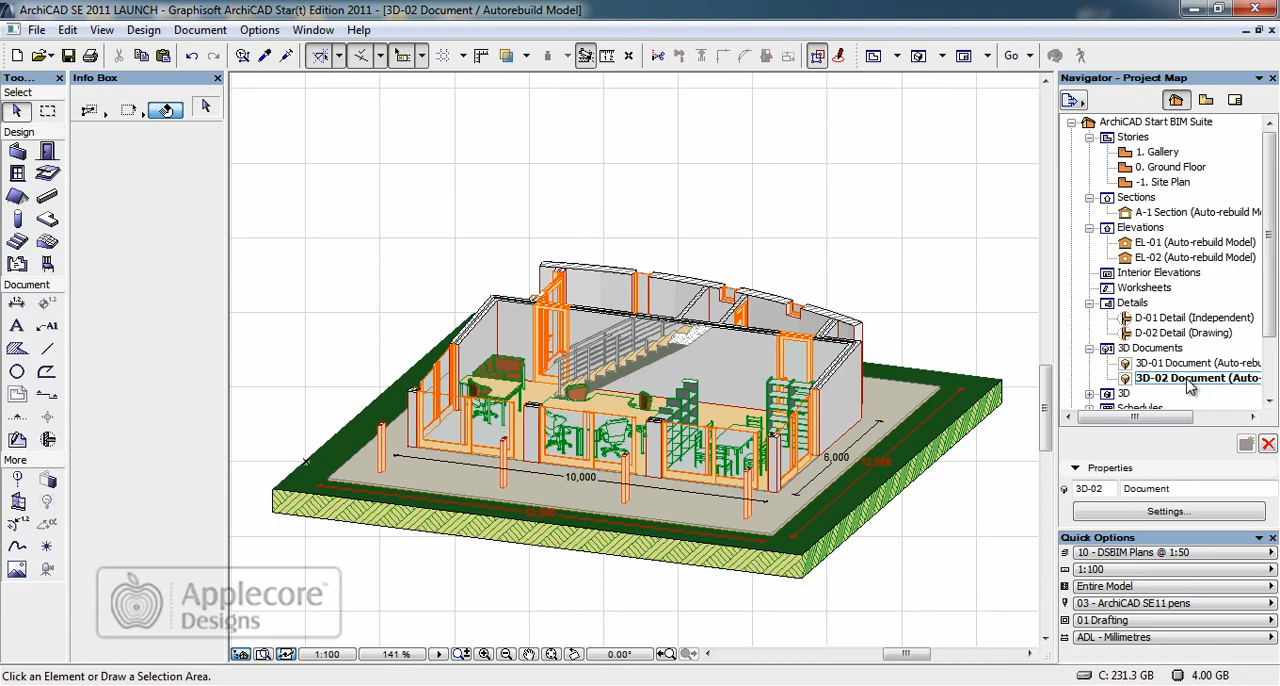 ArchiCAD SE 2011 LAUNCH - Graphisoft ArchiCAD Star(t) Edition 2011 - [3D-02 Document / Autorebuild Model]
File Edit View Design Document Options Window Help
Go
Too...
Info Box
Navigator - Project Map
Select
Design
Document
More
ArchiCAD Start BIM Suite
Stories
1. Gallery
0. Ground Floor
-1. Site Plan
Sections
A-1 Section (Auto-rebuild M
Elevations
EL-01 (Auto-rebuild Model)
EL-02 (Auto-rebuild Model)
Interior Elevations
Worksheets
Details
D-01 Detail (Independent)
D-02 Detail (Drawing)
3D Documents
3D-01 Document (Auto-rebu
3D-02 Document (Auto-
3D
Schedules
Properties
3D-02 Document
Settings...
Quick Options
10 - DSBIM Plans @ 1:50
1:100
Entire Model
03 - ArchiCAD SE11 pens
01 Drafting
ADL - Millimetres
10,000
6,000
12,000
Applecore™
Designs
1:100 141 % 0.00°
Click an Element or Draw a Selection Area.
C: 231.3 GB 4.00 GB